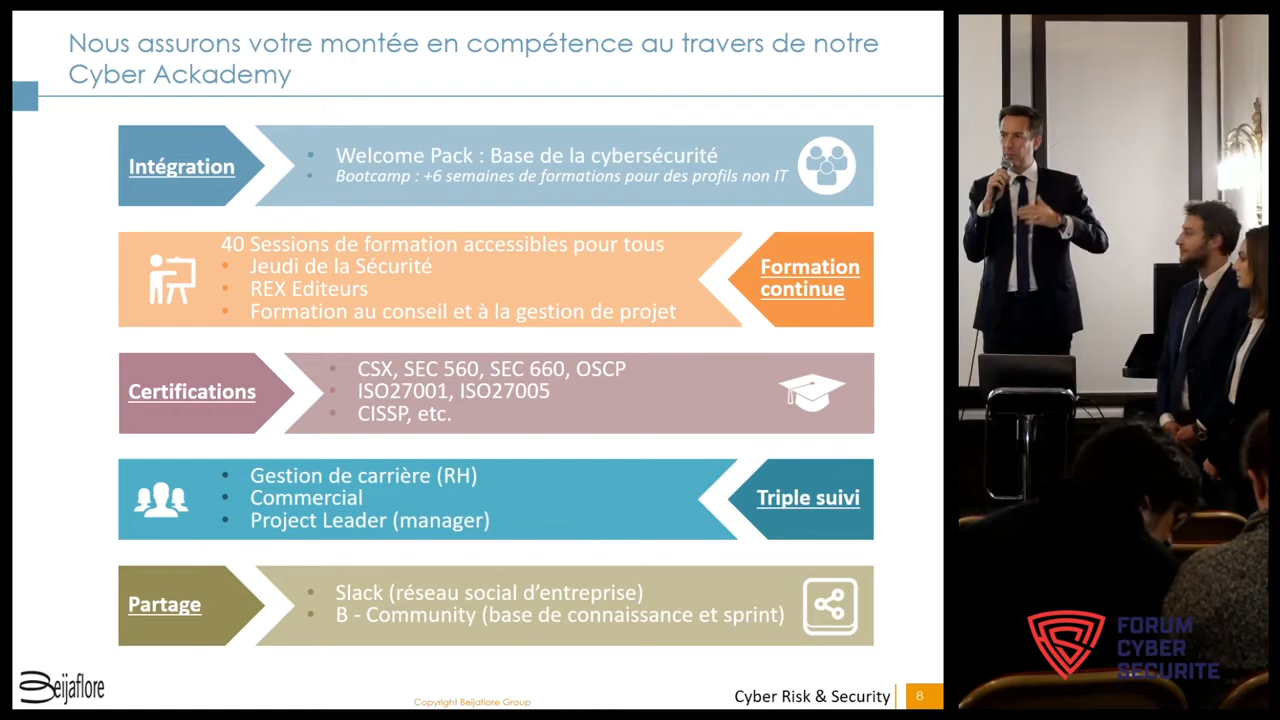 Nous assurons votre montée en compétence au travers de notre
Cyber Ackademy
Intégration
• Welcome Pack : Base de la cybersécurité
• Bootcamp : +6 semaines de formations pour des profils non IT
40 Sessions de formation accessibles pour tous
• Jeudi de la Sécurité
• REX Editeurs
• Formation au conseil et à la gestion de projet
Formation
continue
Certifications
• CSX, SEC 560, SEC 660, OSCP
• ISO27001, ISO27005
• CISSP, etc.
• Gestion de carrière (RH)
• Commercial
• Project Leader (manager)
Triple suivi
Partage
• Slack (réseau social d’entreprise)
• B - Community (base de connaissance et sprint)
Beijaflore
Copyright Beijaflore Group
Cyber Risk & Security
8
FORUM
CYBER
SECURITE